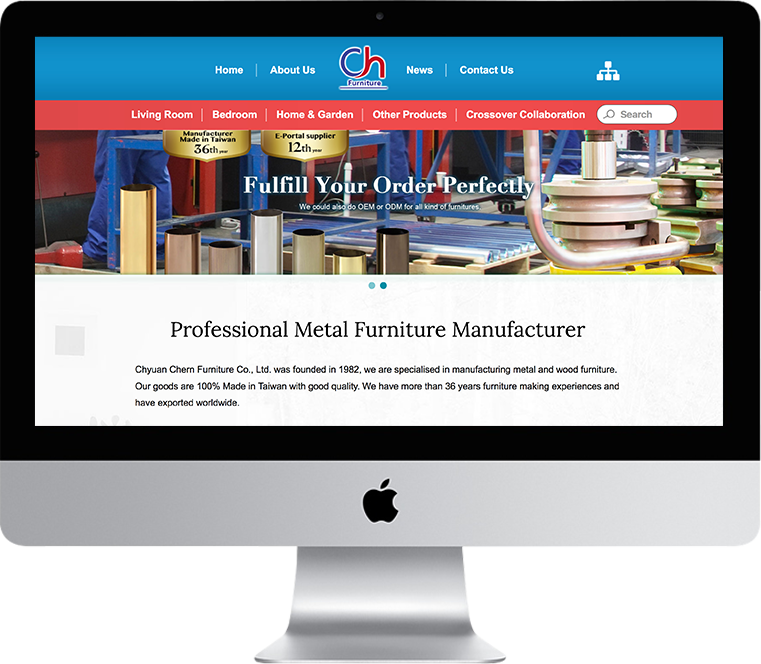 Home
About Us
Ch
Furniture
News
Contact Us
Living Room
Bedroom
Home & Garden
Other Products
Crossover Collaboration
Search
Manufacturer
Made in Taiwan
36th year
E-Portal supplier
12th year
Fulfill Your Order Perfectly
We could also do OEM or ODM for all kind of furnitures.
Professional Metal Furniture Manufacturer
Chyuan Chern Furniture Co., Ltd. was founded in 1982, we are specialised in manufacturing metal and wood furniture.
Our goods are 100% Made in Taiwan with good quality. We have more than 36 years furniture making experiences and
have exported worldwide.